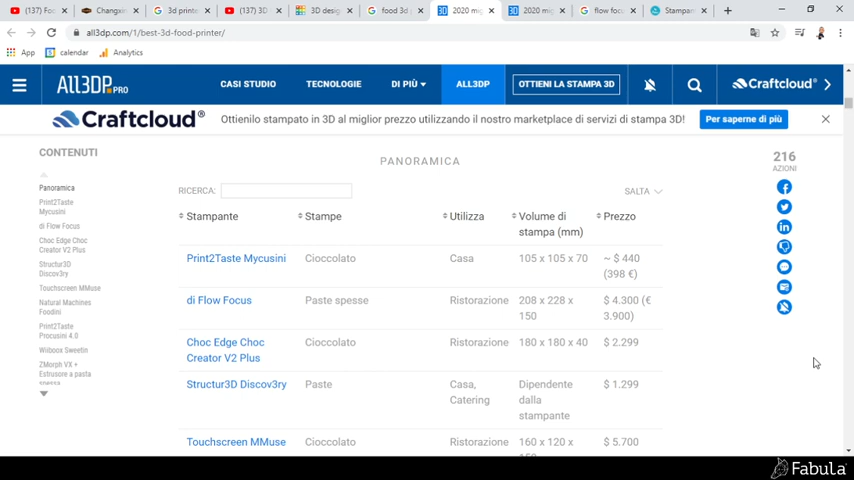 (137) Foo
Changxin
3d printe
(137) 3D
3D desig
food 3d
2020 mig
2020 mig
flow focu
Stampan
all3dp.com/1/best-3d-food-printer/
App
calendar
Analytics
ALL3DP.PRO
CASI STUDIO
TECNOLOGIE
DI PIÙ
ALL3DP
OTTIENI LA STAMPA 3D
Craftcloud®
Craftcloud®
Ottienilo stampato in 3D al miglior prezzo utilizzando il nostro marketplace di servizi di stampa 3D!
Per saperne di più
CONTENUTI
Panoramica
Print2Taste
Mycusini
di Flow Focus
Choc Edge Choc
Creator V2 Plus
Structur3D
Discov3ry
Touchscreen MMuse
Natural Machines
Foodini
Print2Taste
Procusini 4.0
Wiiboox Sweetin
ZMorph VX +
Estrusore a pasta
spessa
PANORAMICA
RICERCA:
SALTA
Stampante Stampe Utilizza Volume di Prezzo
stampa (mm)
Print2Taste Mycusini Cioccolato Casa 105 x 105 x 70 ~ $ 440
(398 €)
di Flow Focus Paste spesse Ristorazione 208 x 228 x $ 4.300 (€
150 3.900)
Choc Edge Choc Cioccolato Ristorazione 180 x 180 x 40 $ 2.299
Creator V2 Plus
Structur3D Discov3ry Paste Casa, Dipendente $ 1.299
Catering dalla
stampante
Touchscreen MMuse Cioccolato Ristorazione 160 x 120 x $ 5.700
216
AZIONI
Fabula